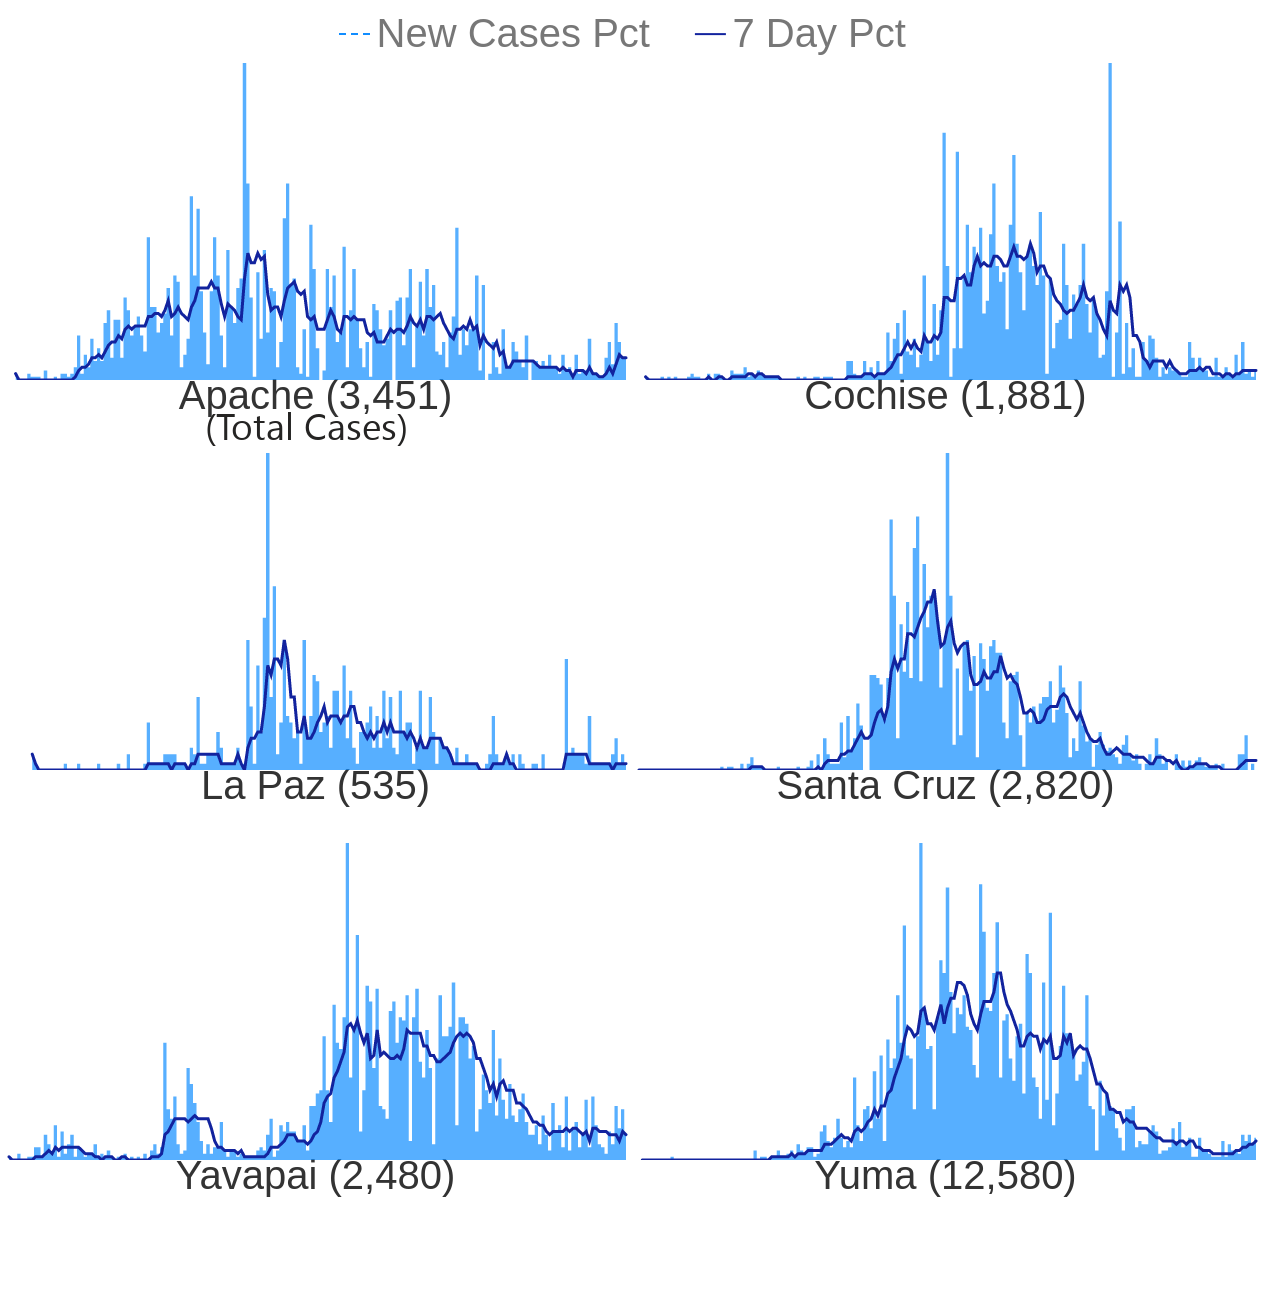 New Cases Pct 7 Day Pct
Apache (3,451) Cochise (1,881)
(Total Cases)
La Paz (535) Santa Cruz (2,820)
Yavapai (2,480) Yuma (12,580)